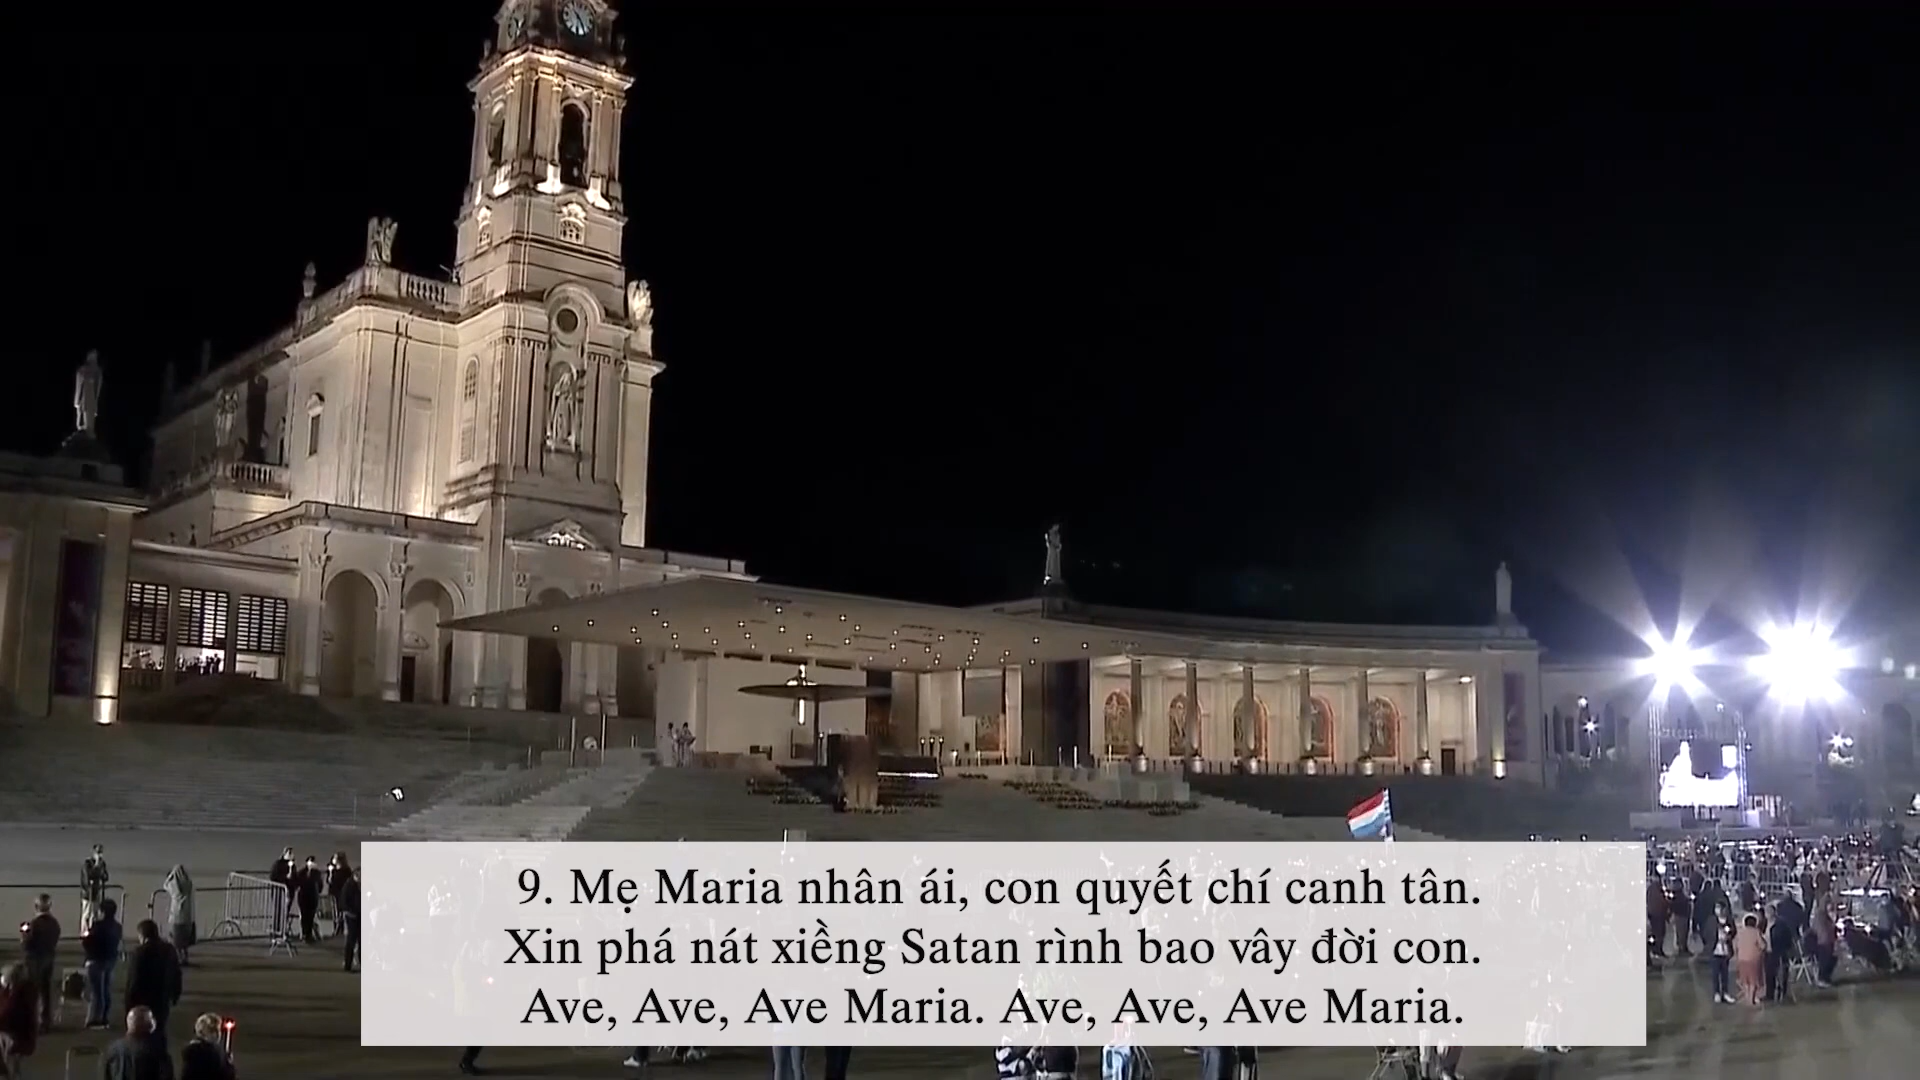 9. Mẹ Maria nhân ái, con quyết chí canh tân.
Xin phá nát xiềng Satan rình bao vây đời con.
Ave, Ave, Ave Maria. Ave, Ave, Ave Maria.